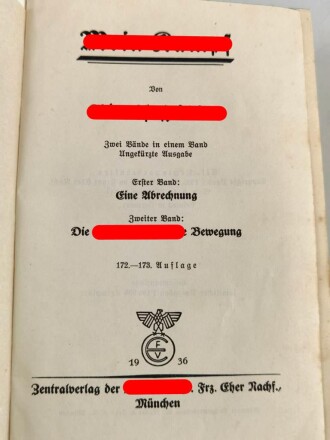 Von
Zwei Bände in einem Band
Ungekürzte Ausgabe
Erster Band:
Eine Abrechnung
Zweiter Band:
Die Bewegung
172.—173. Auflage
19 36
Zentralverlag der Frz. Eher Nachf.,
München